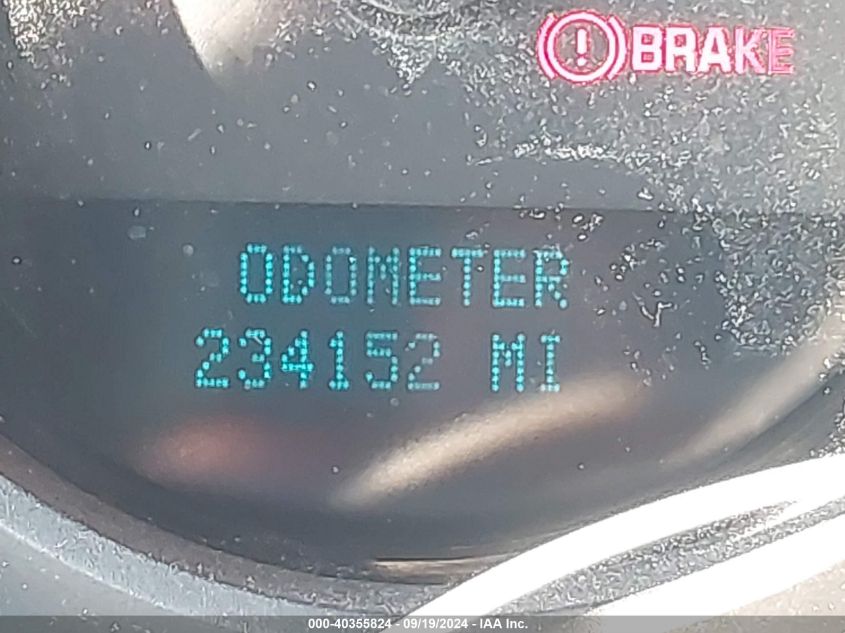 BRAKE
ODOMETER
234152 MI
000-40355824 - 09/19/2024 - IAA Inc.